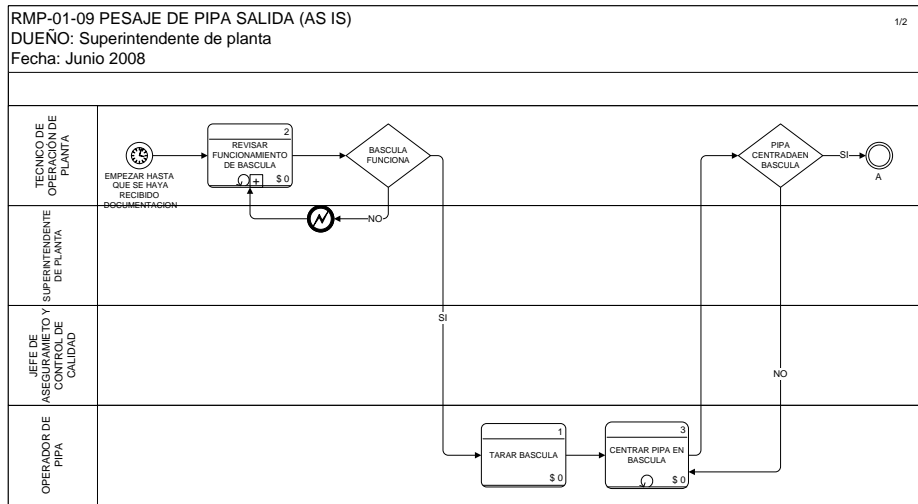 RMP-01-09 PESAJE DE PIPA SALIDA (AS IS)
1/2
DUEÑO: Superintendente de planta
Fecha: Junio 2008
TECNICO DE
OPERACIÓN DE
PLANTA
EMPEZAR HASTA
QUE SE HAYA
RECIBIDO
DOCUMENTACION
2
REVISAR
FUNCIONAMIENTO
DE BASCULA
$ 0
BASCULA
FUNCIONA
NO
PIPA
CENTRADAEN
BASCULA
SI
A
SUPERINTENDENTE
DE PLANTA
JEFE DE
ASEGURAMIETO Y
CONTROL DE
CALIDAD
SI
NO
OPERADOR DE
PIPA
1
TARAR BASCULA
$ 0
3
CENTRAR PIPA EN
BASCULA
$ 0